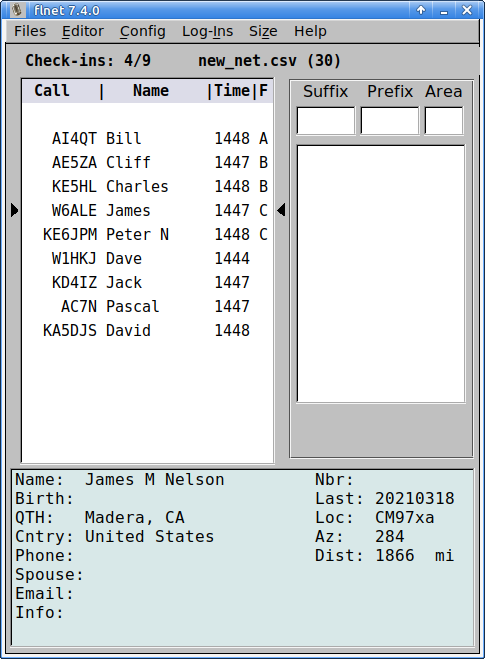 flnet 7.4.0
Files Editor Config Log-Ins Size Help
Check-ins: 4/9 new_net.csv (30)
Call | Name |Time|F
AI4QT Bill 1448 A
AE5ZA Cliff 1447 B
KE5HL Charles 1448 B
W6ALE James 1447 C
KE6JPM Peter N 1448 C
W1HKJ Dave 1444
KD4IZ Jack 1447
AC7N Pascal 1447
KA5DJS David 1448
Suffix Prefix Area
Name: James M Nelson Nbr:
Birth: Last: 20210318
QTH: Madera, CA Loc: CM97xa
Cntry: United States Az: 284
Phone: Dist: 1866 mi
Spouse:
Email:
Info: